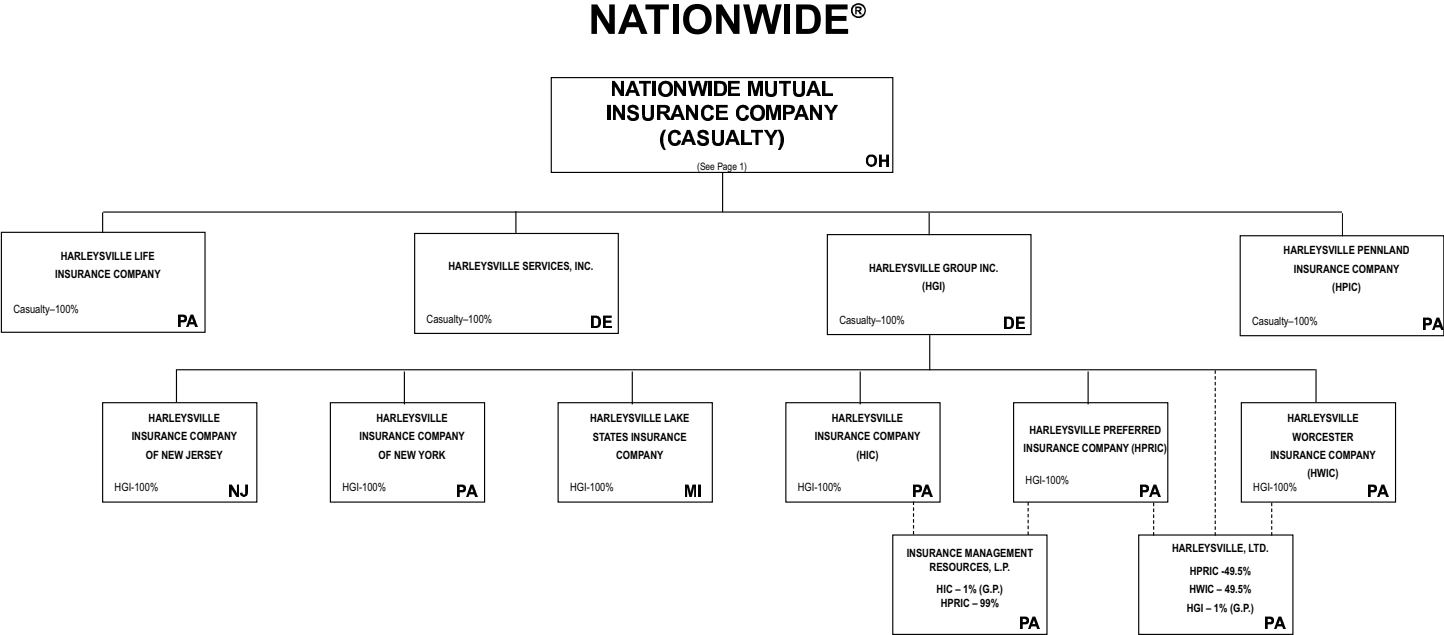 NATIONWIDE®
NATIONWIDE MUTUAL
INSURANCE COMPANY
(CASUALTY)
(See Page 1)
OH
HARLEYSVILLE LIFE
INSURANCE COMPANY
Casualty–100%
PA
HARLEYSVILLE SERVICES, INC.
Casualty–100%
DE
HARLEYSVILLE GROUP INC.
(HGI)
Casualty–100%
DE
HARLEYSVILLE PENNLAND
INSURANCE COMPANY
(HPIC)
Casualty–100%
PA
HARLEYSVILLE
INSURANCE COMPANY
OF NEW JERSEY
HGI-100%
NJ
HARLEYSVILLE
INSURANCE COMPANY
OF NEW YORK
HGI-100%
PA
HARLEYSVILLE LAKE
STATES INSURANCE
COMPANY
HGI-100%
MI
HARLEYSVILLE
INSURANCE COMPANY
(HIC)
HGI-100%
PA
HARLEYSVILLE PREFERRED
INSURANCE COMPANY (HPRIC)
HGI-100%
PA
HARLEYSVILLE
WORCESTER
INSURANCE COMPANY
(HWIC)
HGI-100%
PA
INSURANCE MANAGEMENT
RESOURCES, L.P.
HIC – 1% (G.P.)
HPRIC – 99%
PA
HARLEYSVILLE, LTD.
HPRIC -49.5%
HWIC – 49.5%
HGI – 1% (G.P.)
PA